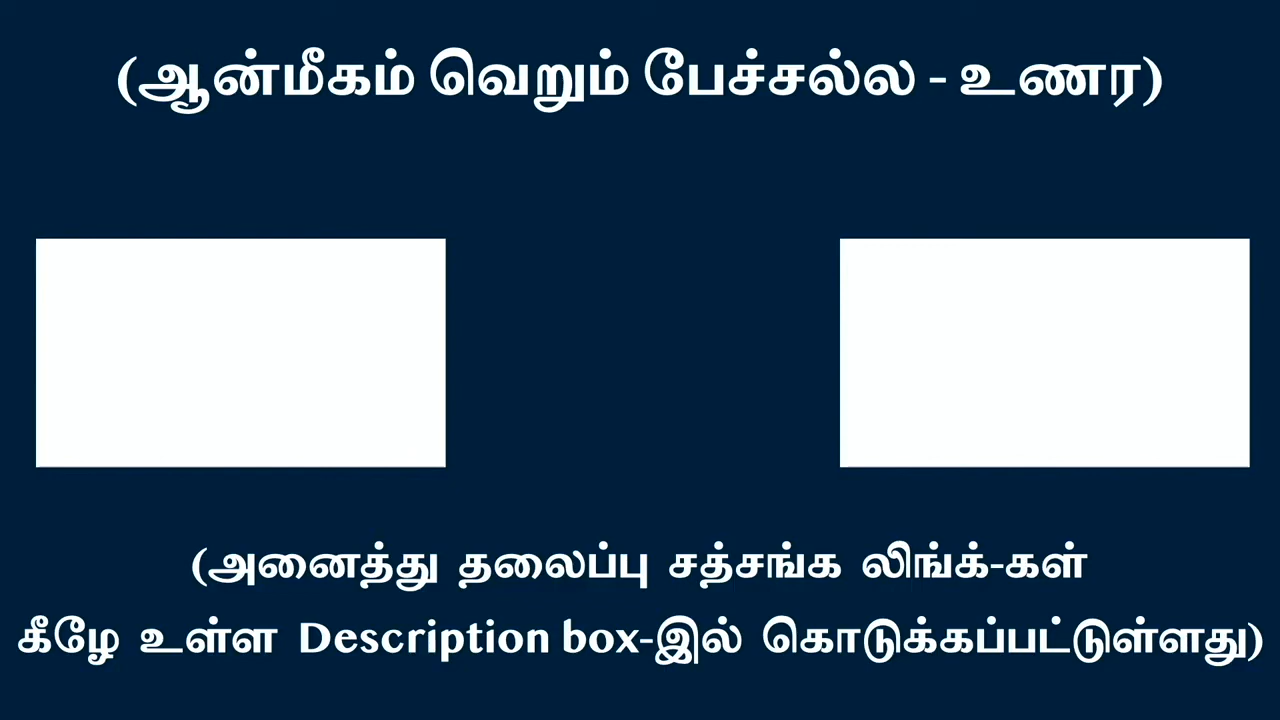 (ஆன்மீகம் வெறும் பேச்சல்ல - உணர)
(அனைத்து தலைப்பு சத்சங்க லிங்க்-கள்
கீழே உள்ள Description box-இல் கொடுக்கப்பட்டுள்ளது)